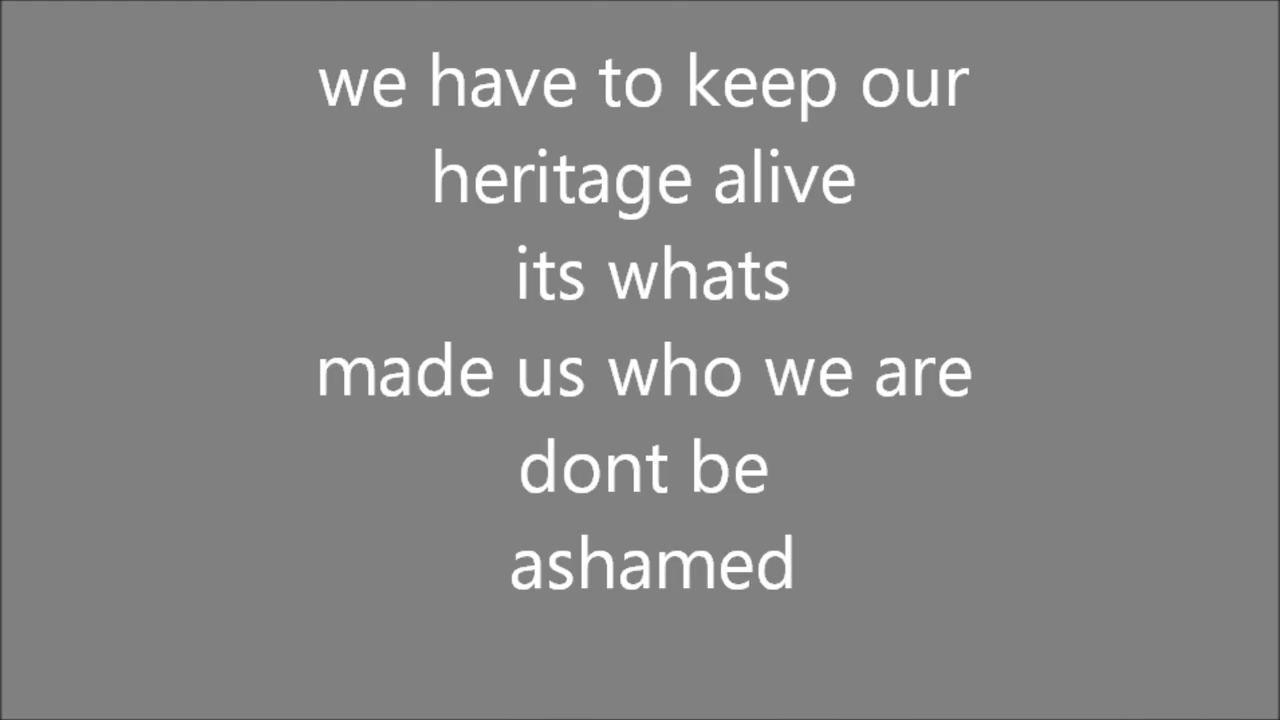 we have to keep our
heritage alive
its whats
made us who we are
dont be
ashamed